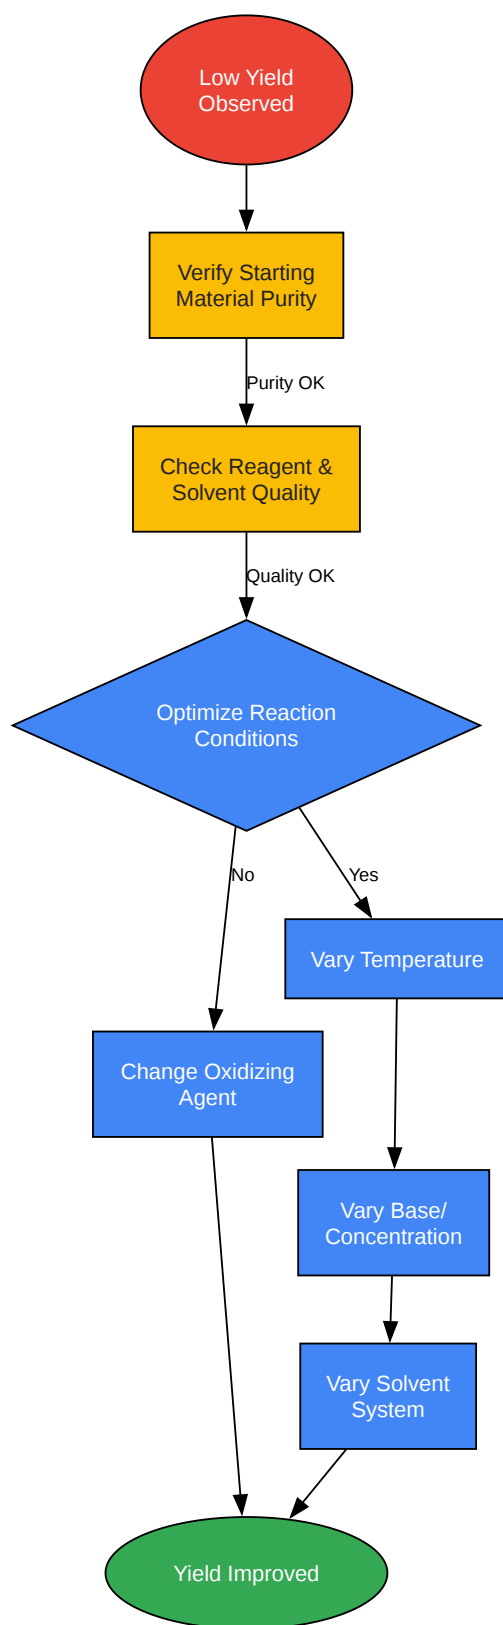 Low Yield
Observed
Verify Starting
Material Purity
Purity OK
Check Reagent &
Solvent Quality
Quality OK
Optimize Reaction
Conditions
No
Yes
Vary Temperature
Change Oxidizing
Agent
Vary Base/
Concentration
Vary Solvent
System
Yield Improved